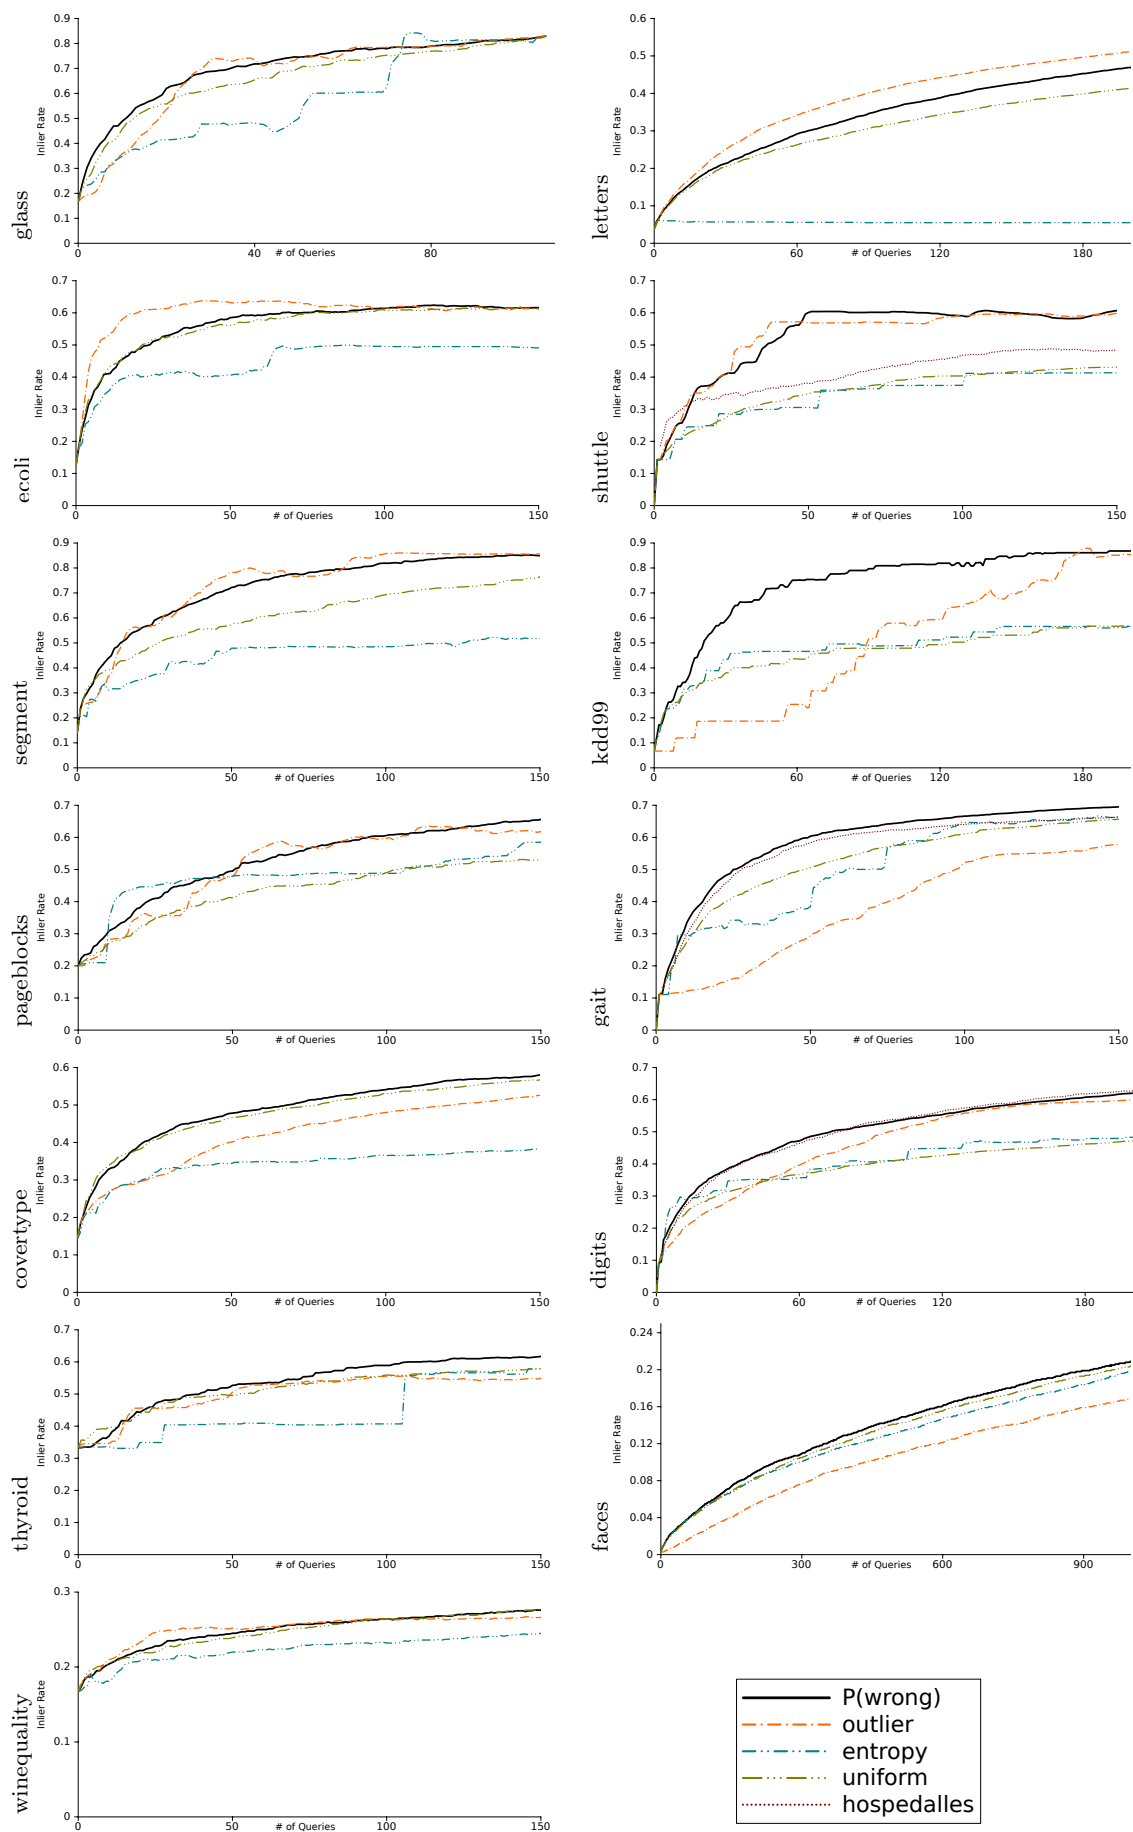 0.9
0.8
0.7
0.6
0.5
0.4
0.3
0.2
0.1
0
Inlier Rate
glass
0 40 80
# of Queries
0.6
0.5
0.4
0.3
0.2
0.1
0
Inlier Rate
letters
0 60 120 180
# of Queries
0.7
0.6
0.5
0.4
0.3
0.2
0.1
0
Inlier Rate
ecoli
0 50 100 150
# of Queries
0.7
0.6
0.5
0.4
0.3
0.2
0.1
0
Inlier Rate
shuttle
0 50 100 150
# of Queries
0.9
0.8
0.7
0.6
0.5
0.4
0.3
0.2
0.1
0
Inlier Rate
segment
0 50 100 150
# of Queries
0.9
0.8
0.7
0.6
0.5
0.4
0.3
0.2
0.1
0
Inlier Rate
kdd99
0 60 120 180
# of Queries
0.7
0.6
0.5
0.4
0.3
0.2
0.1
0
Inlier Rate
pageblocks
0 50 100 150
# of Queries
0.7
0.6
0.5
0.4
0.3
0.2
0.1
0
Inlier Rate
gait
0 50 100 150
# of Queries
0.6
0.5
0.4
0.3
0.2
0.1
0
Inlier Rate
covertype
0 50 100 150
# of Queries
0.7
0.6
0.5
0.4
0.3
0.2
0.1
0
Inlier Rate
digits
0 60 120 180
# of Queries
0.7
0.6
0.5
0.4
0.3
0.2
0.1
0
Inlier Rate
thyroid
0 50 100 150
# of Queries
0.24
0.2
0.16
0.12
0.08
0.04
0
Inlier Rate
faces
0 300 600 900
# of Queries
0.3
0.2
0.1
0
Inlier Rate
winequality
0 50 100 150
# of Queries
P(wrong)
outlier
entropy
uniform
hospedalles